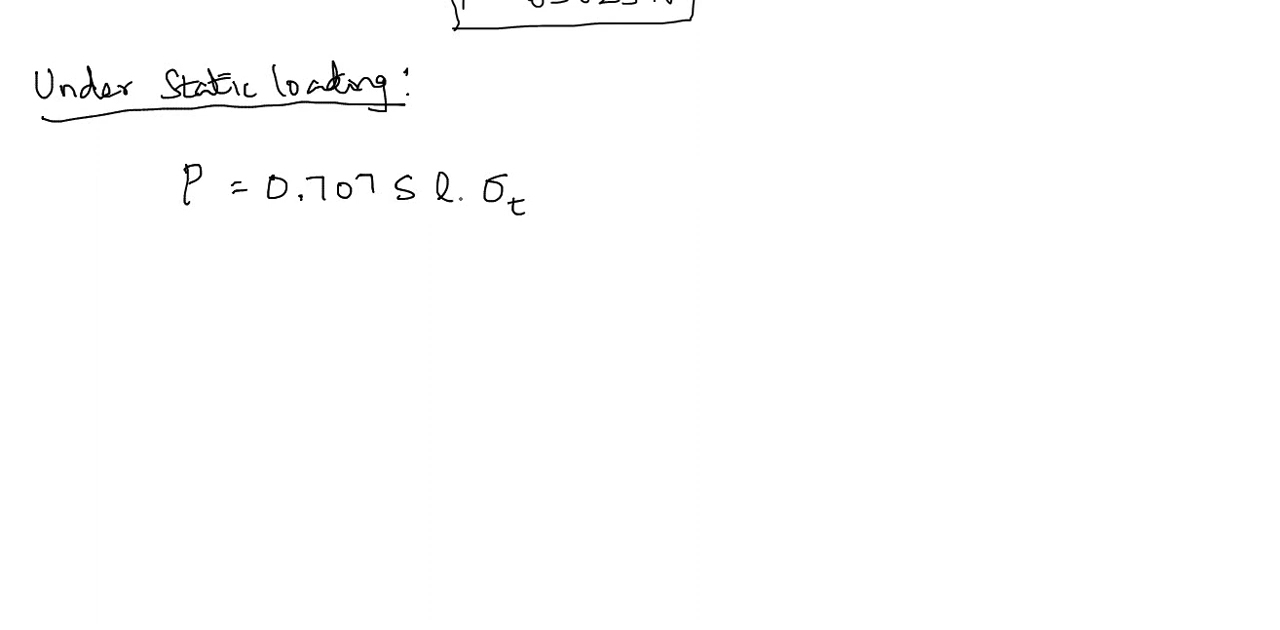 Under Static loading:
P = 0.707 S l. σt